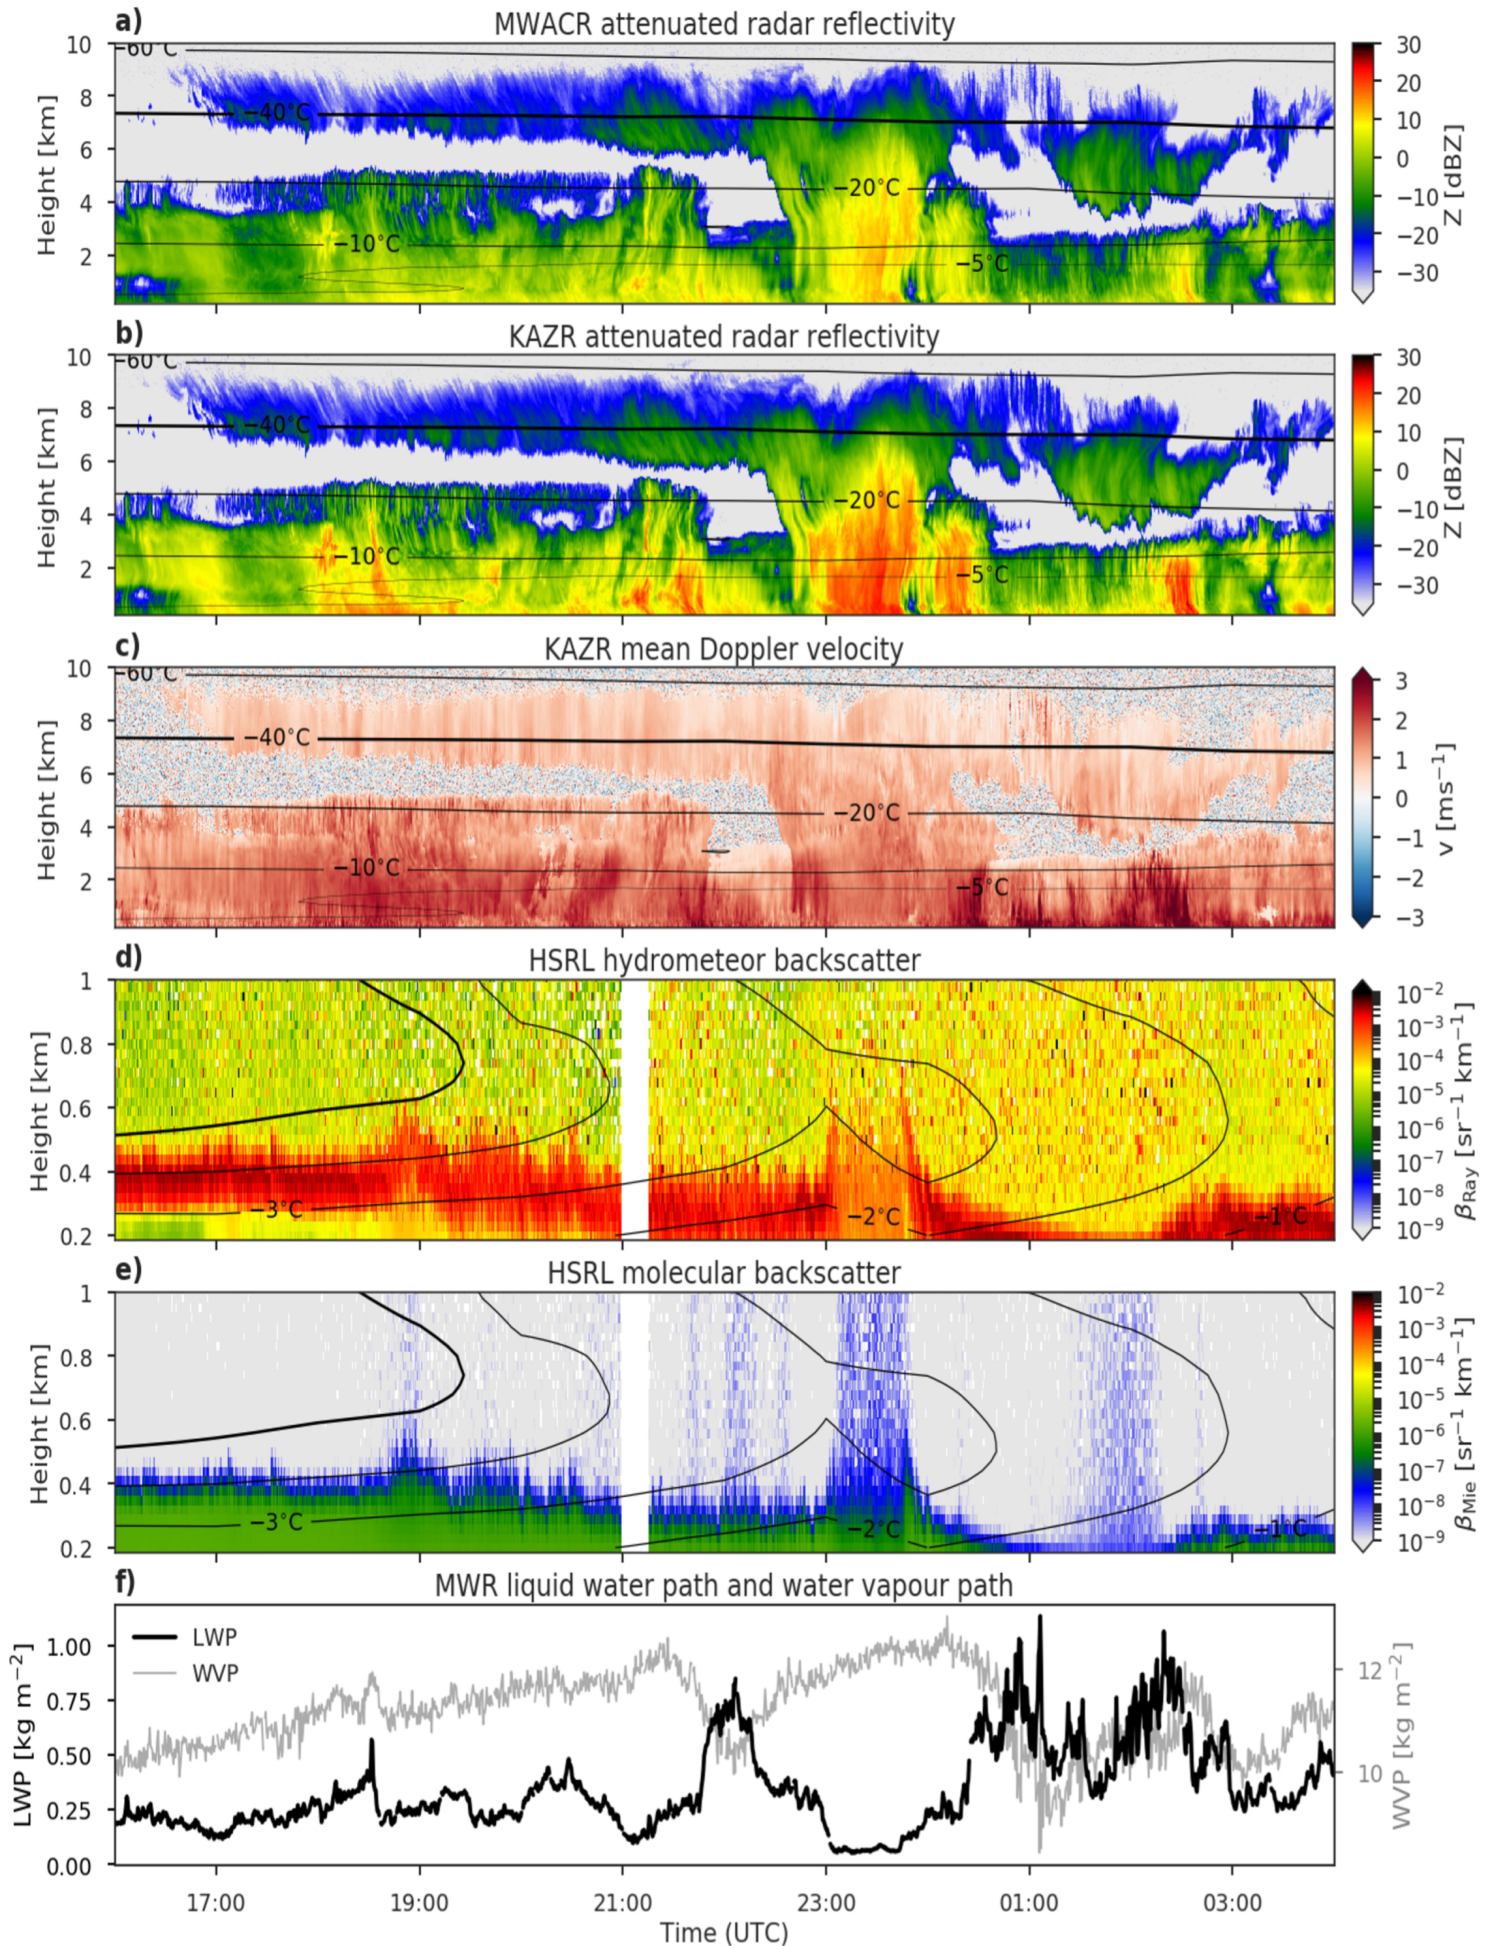 a) MWACR attenuated radar reflectivity
10
8
6
4
2
Height [km]
−60°C
−40°C
−20°C
−10°C
−5°C
30
20
10
0
−10
−20
−30
Z [dBZ]
b) KAZR attenuated radar reflectivity
10
8
6
4
2
Height [km]
−60°C
−40°C
−20°C
−10°C
−5°C
30
20
10
0
−10
−20
−30
Z [dBZ]
c) KAZR mean Doppler velocity
10
8
6
4
2
Height [km]
−60°C
−40°C
−20°C
−10°C
−5°C
3
2
1
0
−1
−2
−3
v [ms⁻¹]
d) HSRL hydrometeor backscatter
1
0.8
0.6
0.4
0.2
Height [km]
−3°C
−2°C
−1°C
10⁻²
10⁻³
10⁻⁴
10⁻⁵
10⁻⁶
10⁻⁷
10⁻⁸
10⁻⁹
βRay [sr⁻¹ km⁻¹]
e) HSRL molecular backscatter
1
0.8
0.6
0.4
0.2
Height [km]
−3°C
−2°C
−1°C
10⁻²
10⁻³
10⁻⁴
10⁻⁵
10⁻⁶
10⁻⁷
10⁻⁸
10⁻⁹
βMie [sr⁻¹ km⁻¹]
f) MWR liquid water path and water vapour path
LWP
WVP
1.00
0.75
0.50
0.25
0.00
LWP [kg m⁻²]
12
10
WVP [kg m⁻²]
17:00 19:00 21:00 23:00 01:00 03:00
Time (UTC)